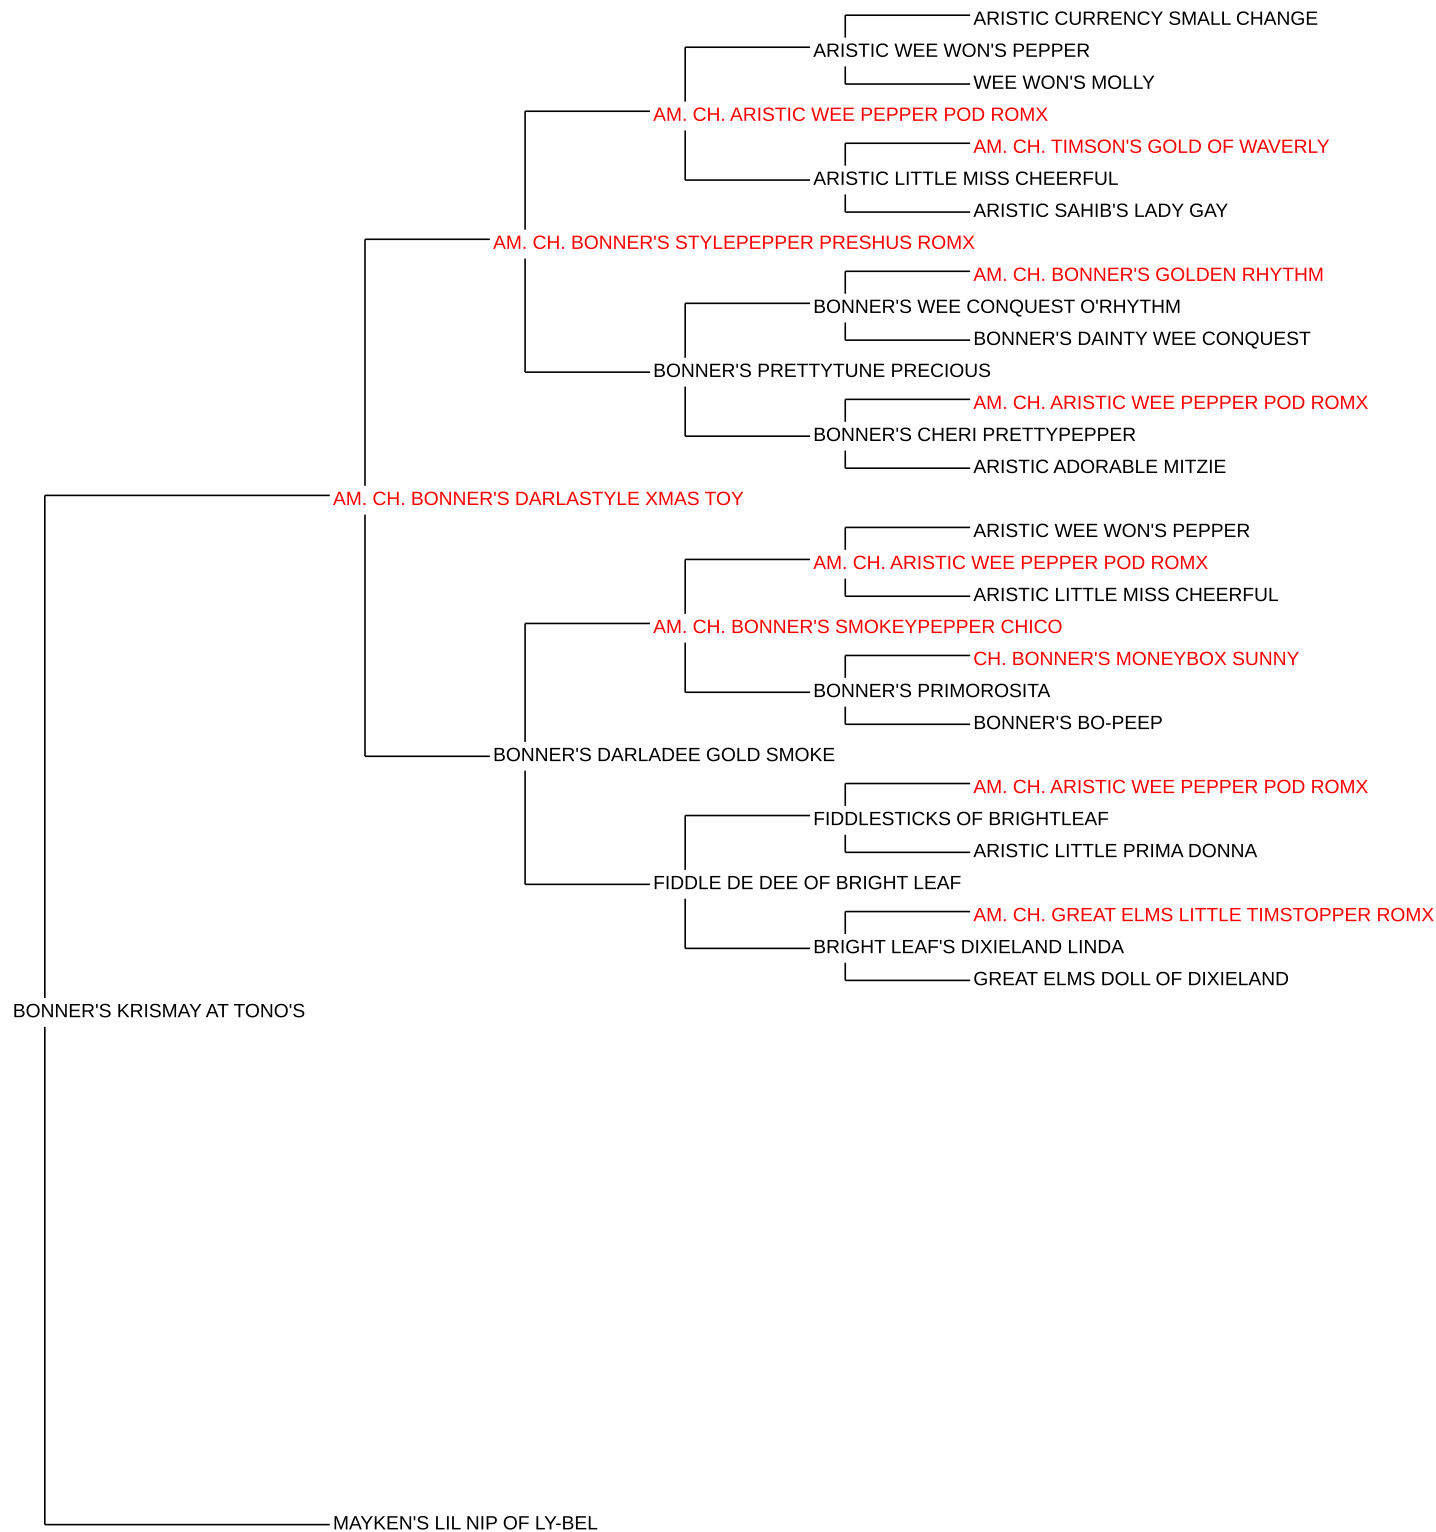 ARISTIC CURRENCY SMALL CHANGE
ARISTIC WEE WON'S PEPPER
WEE WON'S MOLLY
AM. CH. ARISTIC WEE PEPPER POD ROMX
AM. CH. TIMSON'S GOLD OF WAVERLY
ARISTIC LITTLE MISS CHEERFUL
ARISTIC SAHIB'S LADY GAY
AM. CH. BONNER'S STYLEPEPPER PRESHUS ROMX
AM. CH. BONNER'S GOLDEN RHYTHM
BONNER'S WEE CONQUEST O'RHYTHM
BONNER'S DAINTY WEE CONQUEST
BONNER'S PRETTYTUNE PRECIOUS
AM. CH. ARISTIC WEE PEPPER POD ROMX
BONNER'S CHERI PRETTYPEPPER
ARISTIC ADORABLE MITZIE
AM. CH. BONNER'S DARLASTYLE XMAS TOY
ARISTIC WEE WON'S PEPPER
AM. CH. ARISTIC WEE PEPPER POD ROMX
ARISTIC LITTLE MISS CHEERFUL
AM. CH. BONNER'S SMOKEYPEPPER CHICO
CH. BONNER'S MONEYBOX SUNNY
BONNER'S PRIMOROSITA
BONNER'S BO-PEEP
BONNER'S DARLADEE GOLD SMOKE
AM. CH. ARISTIC WEE PEPPER POD ROMX
FIDDLESTICKS OF BRIGHTLEAF
ARISTIC LITTLE PRIMA DONNA
FIDDLE DE DEE OF BRIGHT LEAF
AM. CH. GREAT ELMS LITTLE TIMSTOPPER ROMX
BRIGHT LEAF'S DIXIELAND LINDA
GREAT ELMS DOLL OF DIXIELAND
BONNER'S KRISMAY AT TONO'S
MAYKEN'S LIL NIP OF LY-BEL